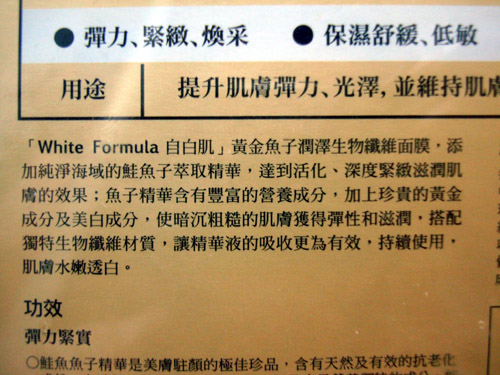 ● 彈力、緊緻、煥采　● 保濕舒緩、低敏
用途　提升肌膚彈力、光澤，並維持肌膚
「White Formula 自白肌」黃金魚子潤澤生物纖維面膜，添
加純淨海域的鮭魚子萃取精華，達到活化、深度緊緻滋潤肌
膚的效果；魚子精華含有豐富的營養成分，加上珍貴的黃金
成分及美白成分，使暗沉粗糙的肌膚獲得彈性和滋潤，搭配
獨特生物纖維材質，讓精華液的吸收更為有效，持續使用，
肌膚水嫩透白。
功效
彈力緊實
○鮭魚魚子精華是美膚駐顏的極佳珍品，含有天然及有效的抗老化